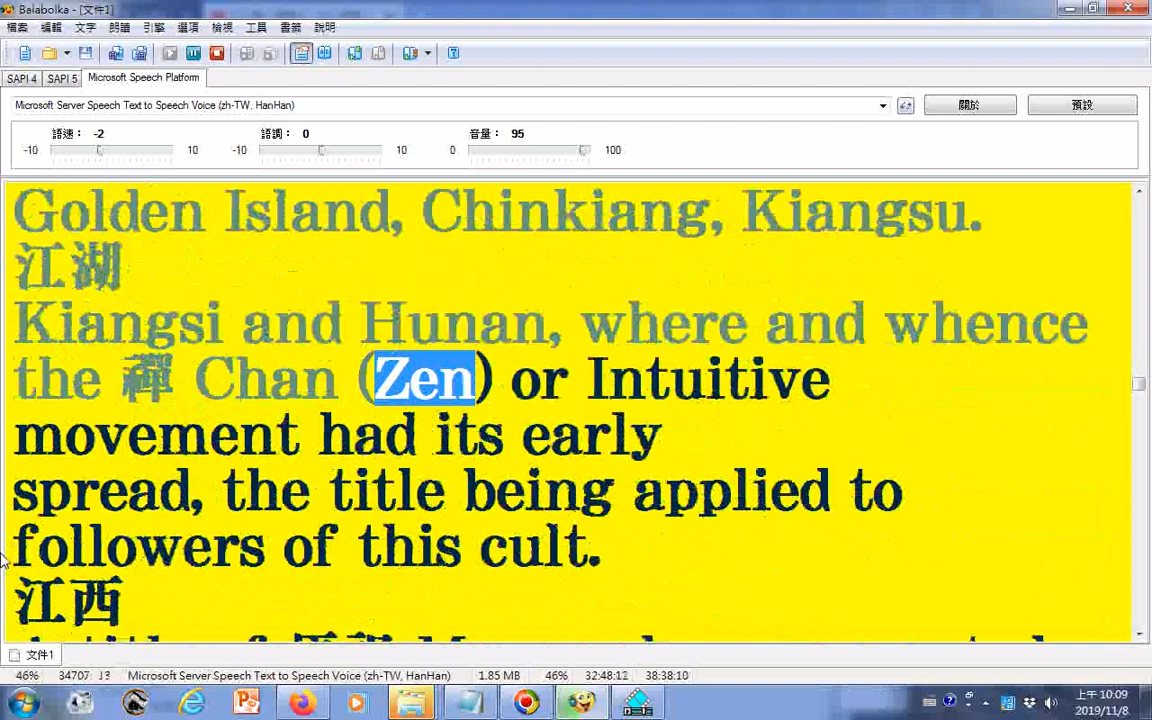 Balabolka - [文件1]
檔案 編輯 文字 朗讀 引擎 選項 檢視 工具 書籤 說明
SAPI 4 SAPI 5 Microsoft Speech Platform
Microsoft Server Speech Text to Speech Voice (zh-TW, HanHan) 關於 預設
語速： -2 語調： 0 音量： 95
-10 10 -10 10 0 100
Golden Island, Chinkiang, Kiangsu.
江湖
Kiangsi and Hunan, where and whence
the 禪 Chan (Zen) or Intuitive
movement had its early
spread, the title being applied to
followers of this cult.
江西
文件1
46% 34707 Microsoft Server Speech Text to Speech Voice (zh-TW, HanHan) 1.85 MB 46% 32:48:12 38:38:10
上午 10:09
2019/11/8